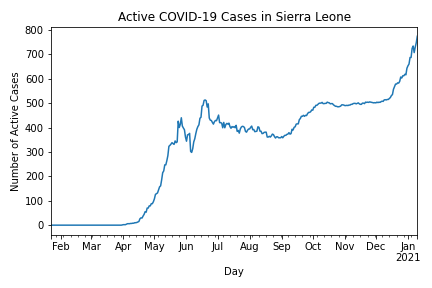 Active COVID-19 Cases in Sierra Leone
Number of Active Cases
800
700
600
500
400
300
200
100
0
Feb Mar Apr May Jun Jul Aug Sep Oct Nov Dec Jan
2021
Day